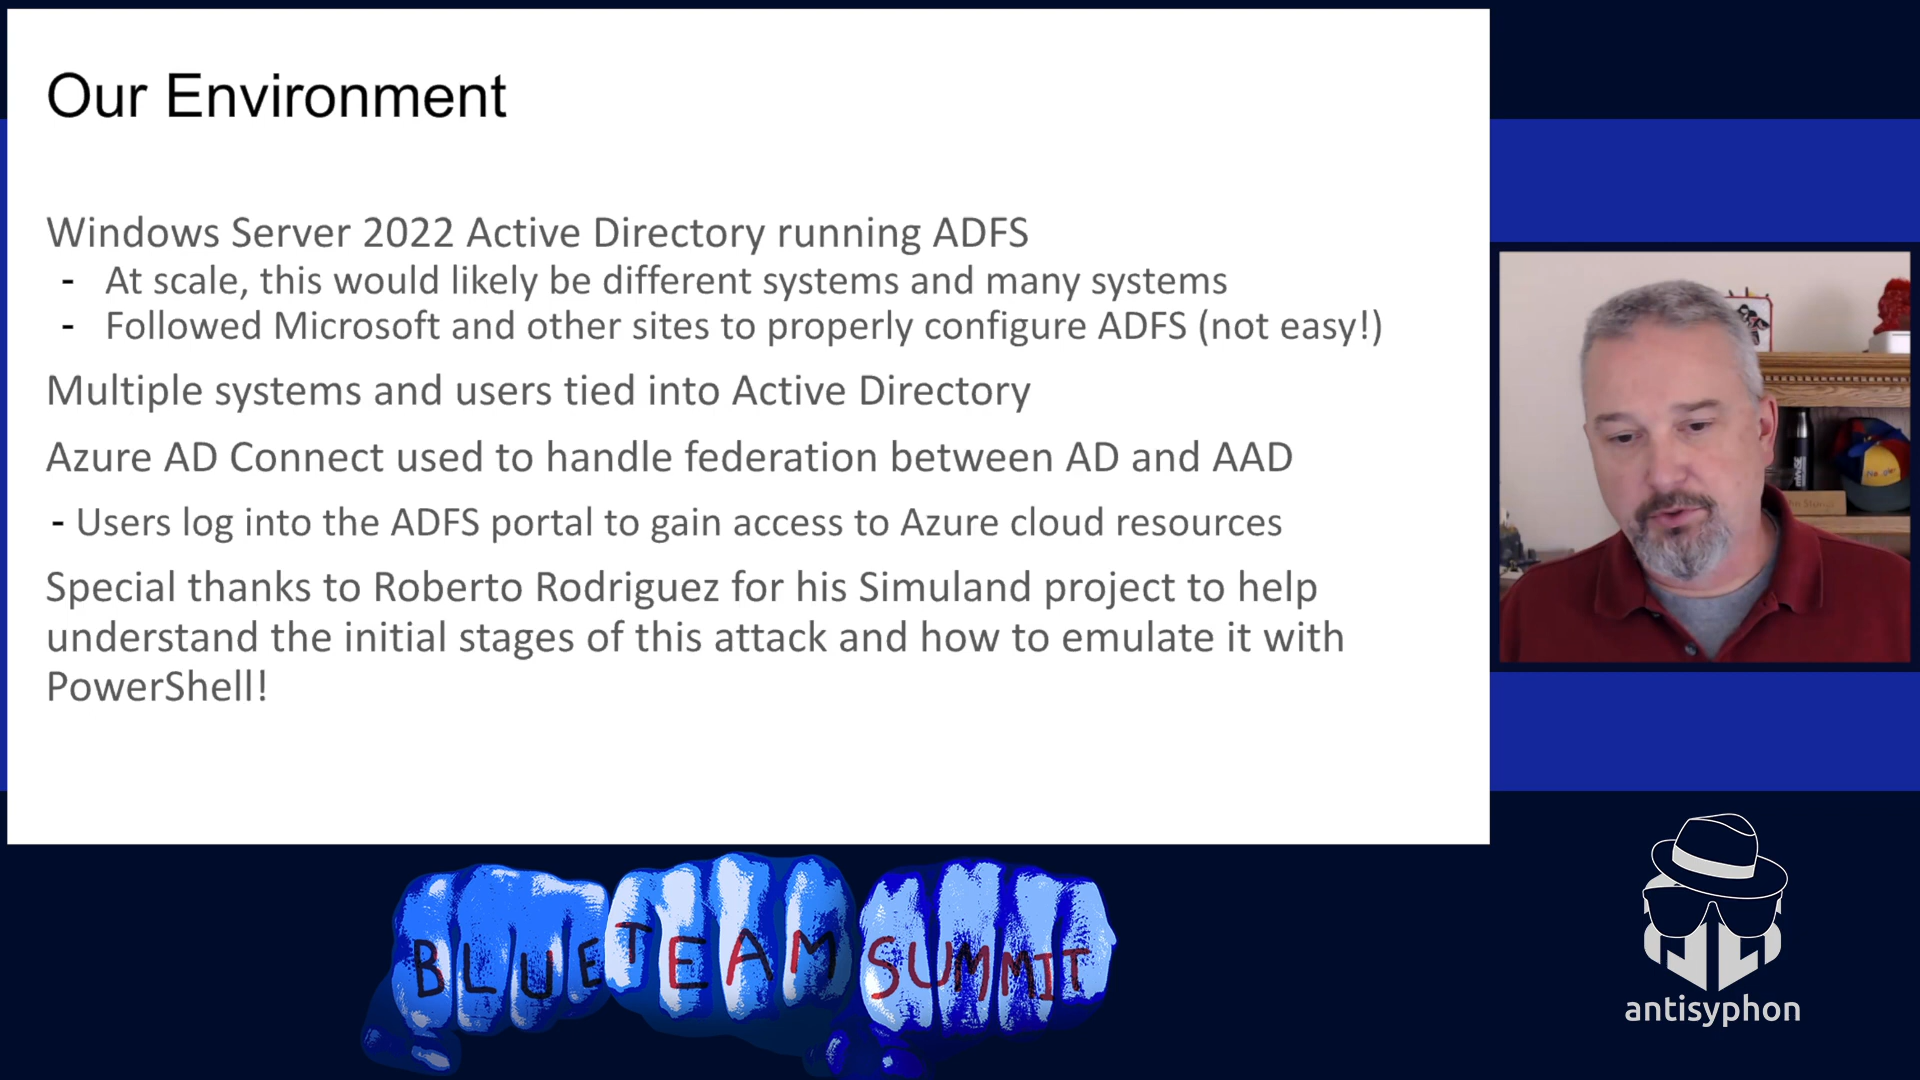 Our Environment
Windows Server 2022 Active Directory running ADFS
- At scale, this would likely be different systems and many systems
- Followed Microsoft and other sites to properly configure ADFS (not easy!)
Multiple systems and users tied into Active Directory
Azure AD Connect used to handle federation between AD and AAD
- Users log into the ADFS portal to gain access to Azure cloud resources
Special thanks to Roberto Rodriguez for his Simuland project to help
understand the initial stages of this attack and how to emulate it with
PowerShell!
BLUE TEAM SUMMIT
antisyphon